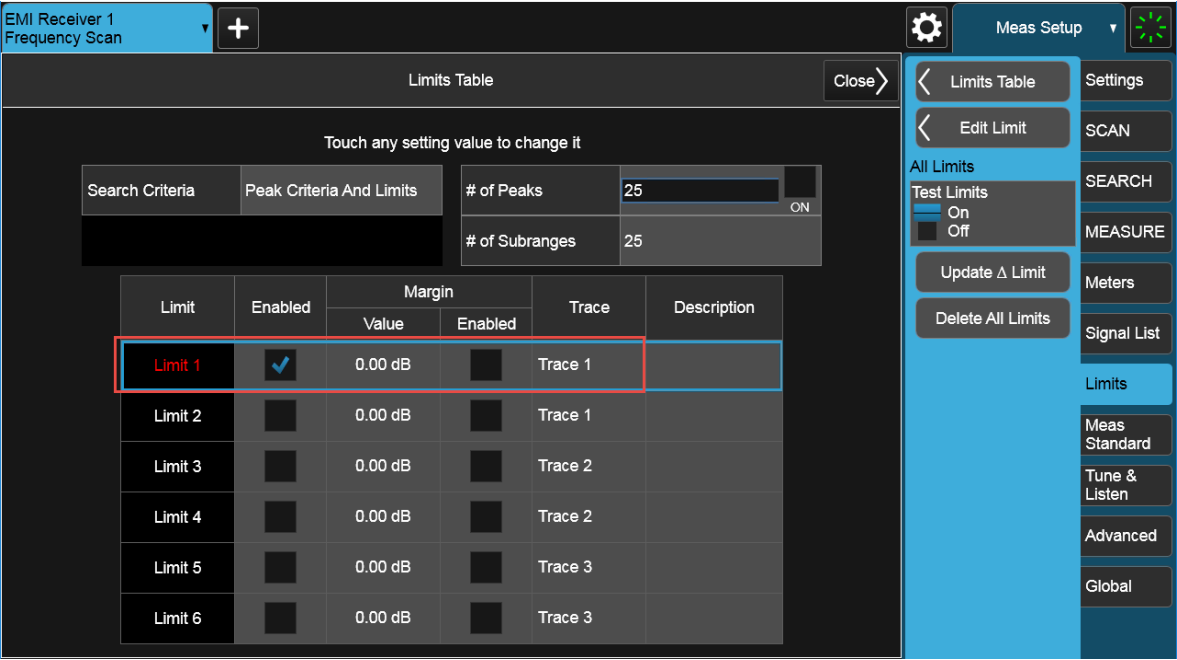 EMI Receiver 1
Frequency Scan
Meas Setup
Limits Table
Close
Touch any setting value to change it
Search Criteria
Peak Criteria And Limits
# of Peaks
25
ON
# of Subranges
25
Limit
Enabled
Margin
Value
Enabled
Trace
Description
Limit 1
0.00 dB
Trace 1
Limit 2
0.00 dB
Trace 1
Limit 3
0.00 dB
Trace 2
Limit 4
0.00 dB
Trace 2
Limit 5
0.00 dB
Trace 3
Limit 6
0.00 dB
Trace 3
Limits Table
Edit Limit
All Limits
Test Limits
On
Off
Update Δ Limit
Delete All Limits
Settings
SCAN
SEARCH
MEASURE
Meters
Signal List
Limits
Meas
Standard
Tune &
Listen
Advanced
Global